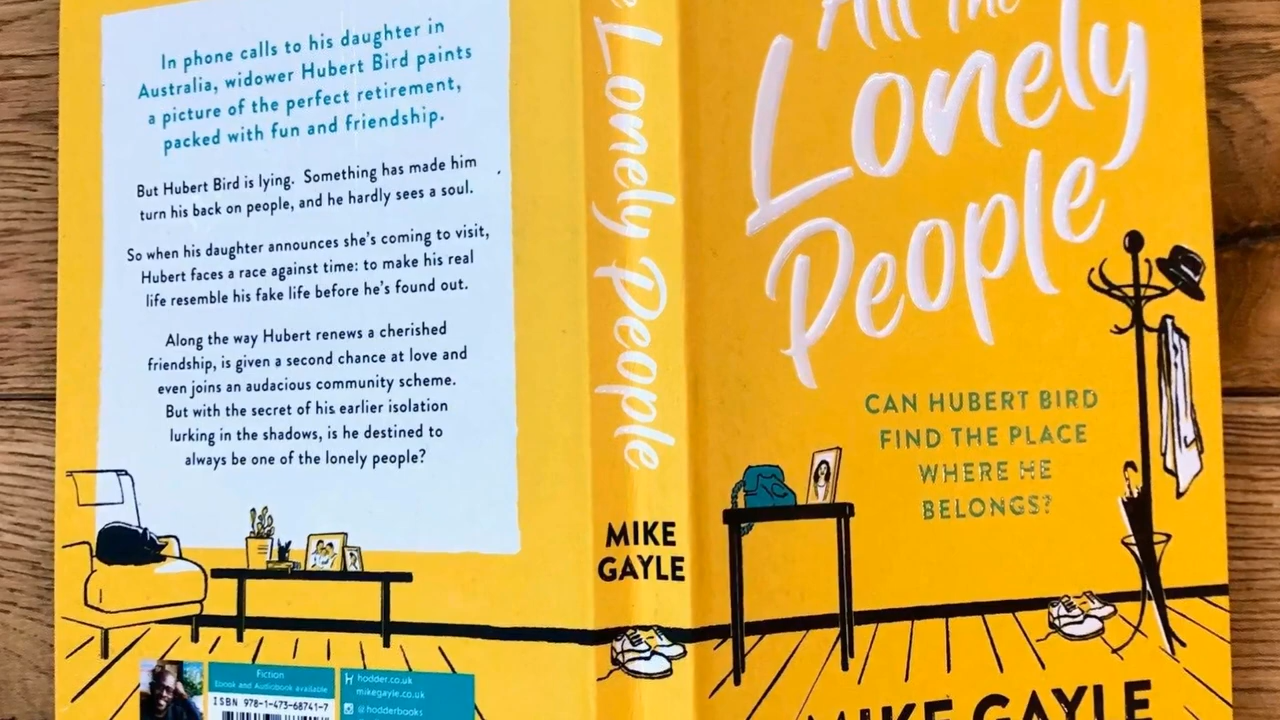 In phone calls to his daughter in
Australia, widower Hubert Bird paints
a picture of the perfect retirement,
packed with fun and friendship.
But Hubert Bird is lying. Something has made him
turn his back on people, and he hardly sees a soul.
So when his daughter announces she's coming to visit,
Hubert faces a race against time: to make his real
life resemble his fake life before he's found out.
Along the way Hubert renews a cherished
friendship, is given a second chance at love and
even joins an audacious community scheme.
But with the secret of his earlier isolation
lurking in the shadows, is he destined to
always be one of the lonely people?
Fiction
Ebook and Audiobook available
ISBN 978-1-473-68741-7
hodder.co.uk
mikegayle.co.uk
@hodderbooks
Lonely People
MIKE
GAYLE
All The
Lonely
People
CAN HUBERT BIRD
FIND THE PLACE
WHERE HE
BELONGS?
MIKE GAYLE